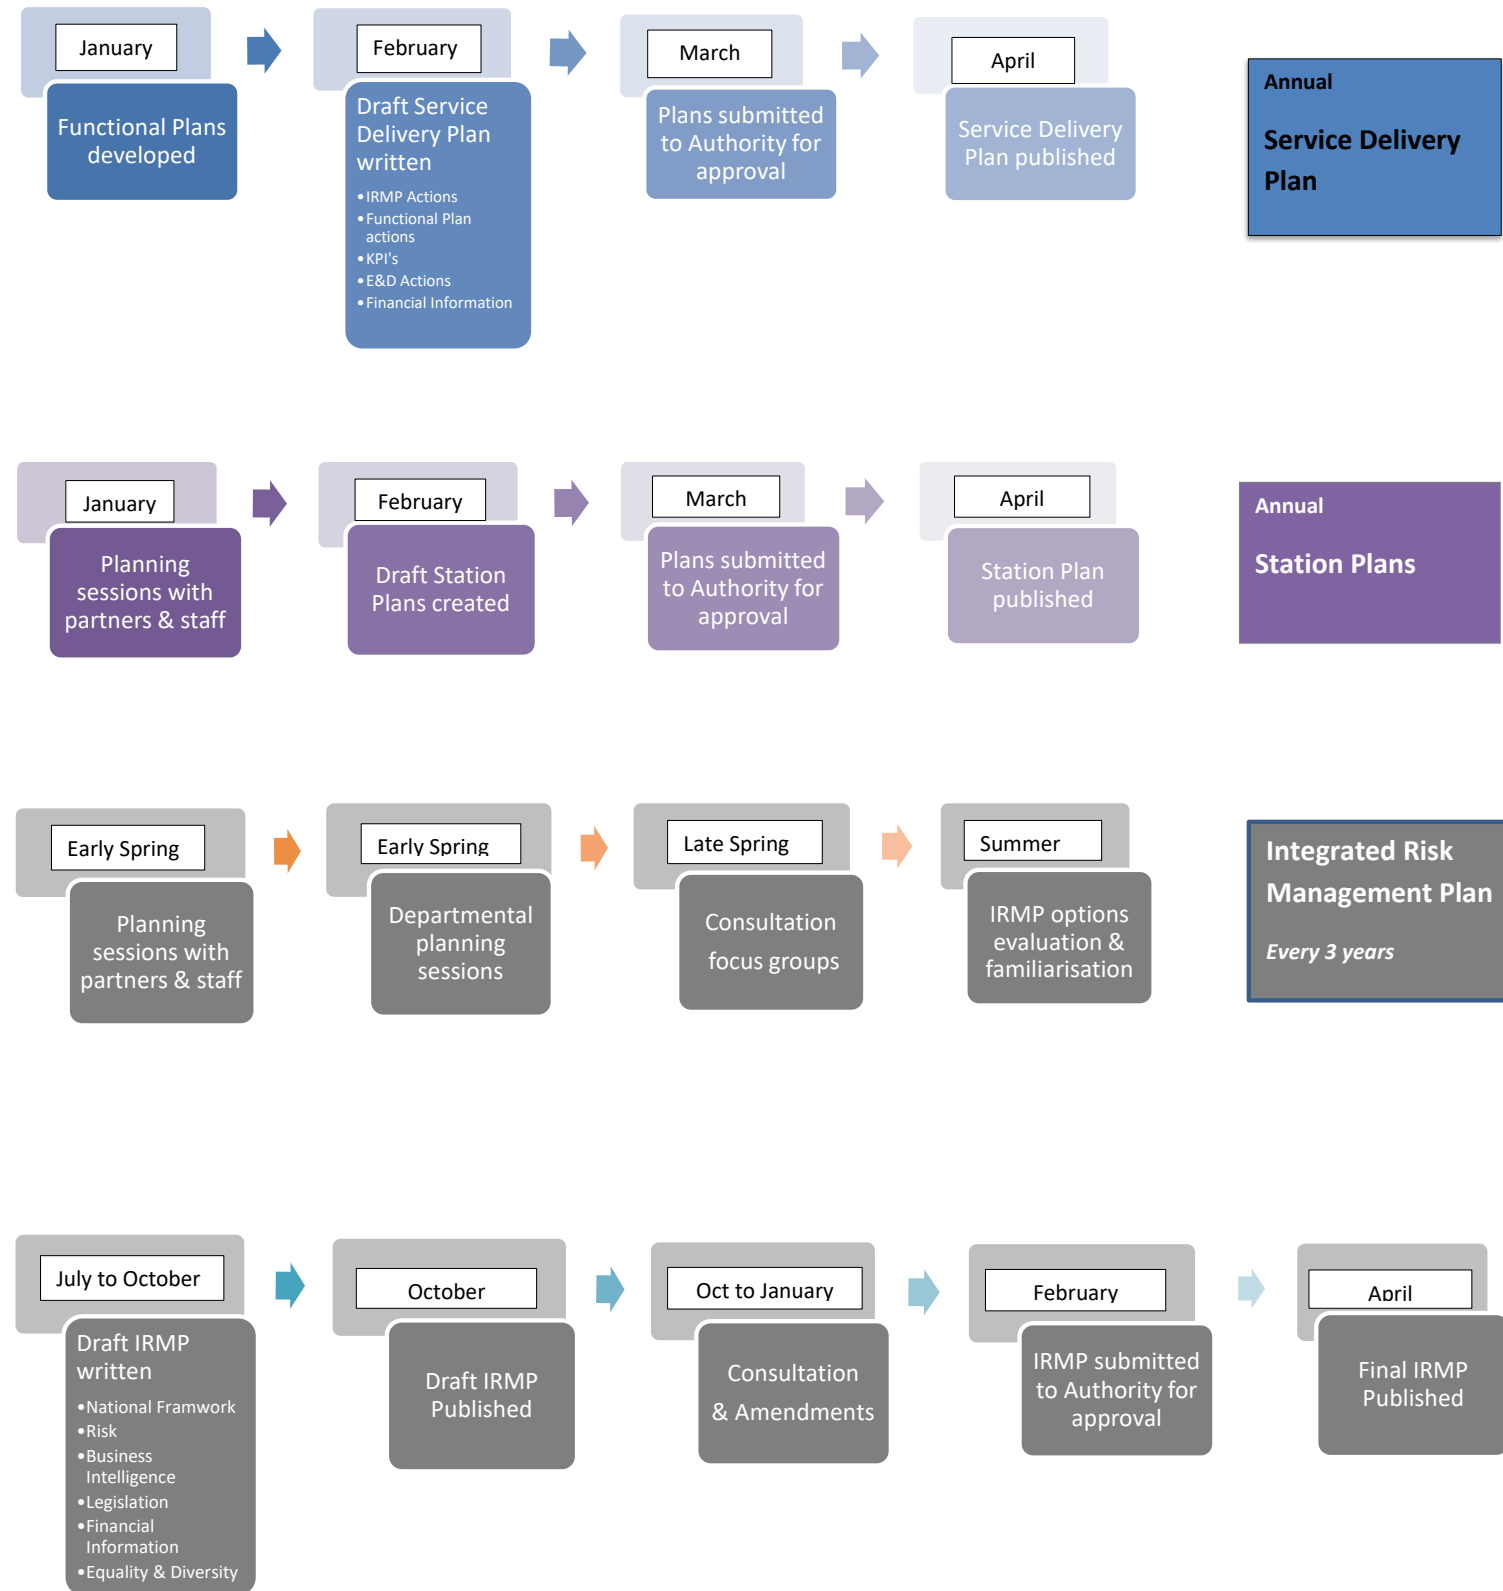 January
Functional Plans
developed
February
Draft Service
Delivery Plan
written
•IRMP Actions
•Functional Plan
actions
•KPI's
•E&D Actions
•Financial Information
March
Plans submitted
to Authority for
approval
April
Service Delivery
Plan published
Annual
Service Delivery
Plan
January
Planning
sessions with
partners & staff
February
Draft Station
Plans created
March
Plans submitted
to Authority for
approval
April
Station Plan
published
Annual
Station Plans
Early Spring
Planning
sessions with
partners & staff
Early Spring
Departmental
planning
sessions
Late Spring
Consultation
focus groups
Summer
IRMP options
evaluation &
familiarisation
Integrated Risk
Management Plan
Every 3 years
July to October
Draft IRMP
written
•National Framwork
•Risk
•Business
Intelligence
•Legislation
•Financial
Information
•Equality & Diversity
October
Draft IRMP
Published
Oct to January
Consultation
& Amendments
February
IRMP submitted
to Authority for
approval
April
Final IRMP
Published